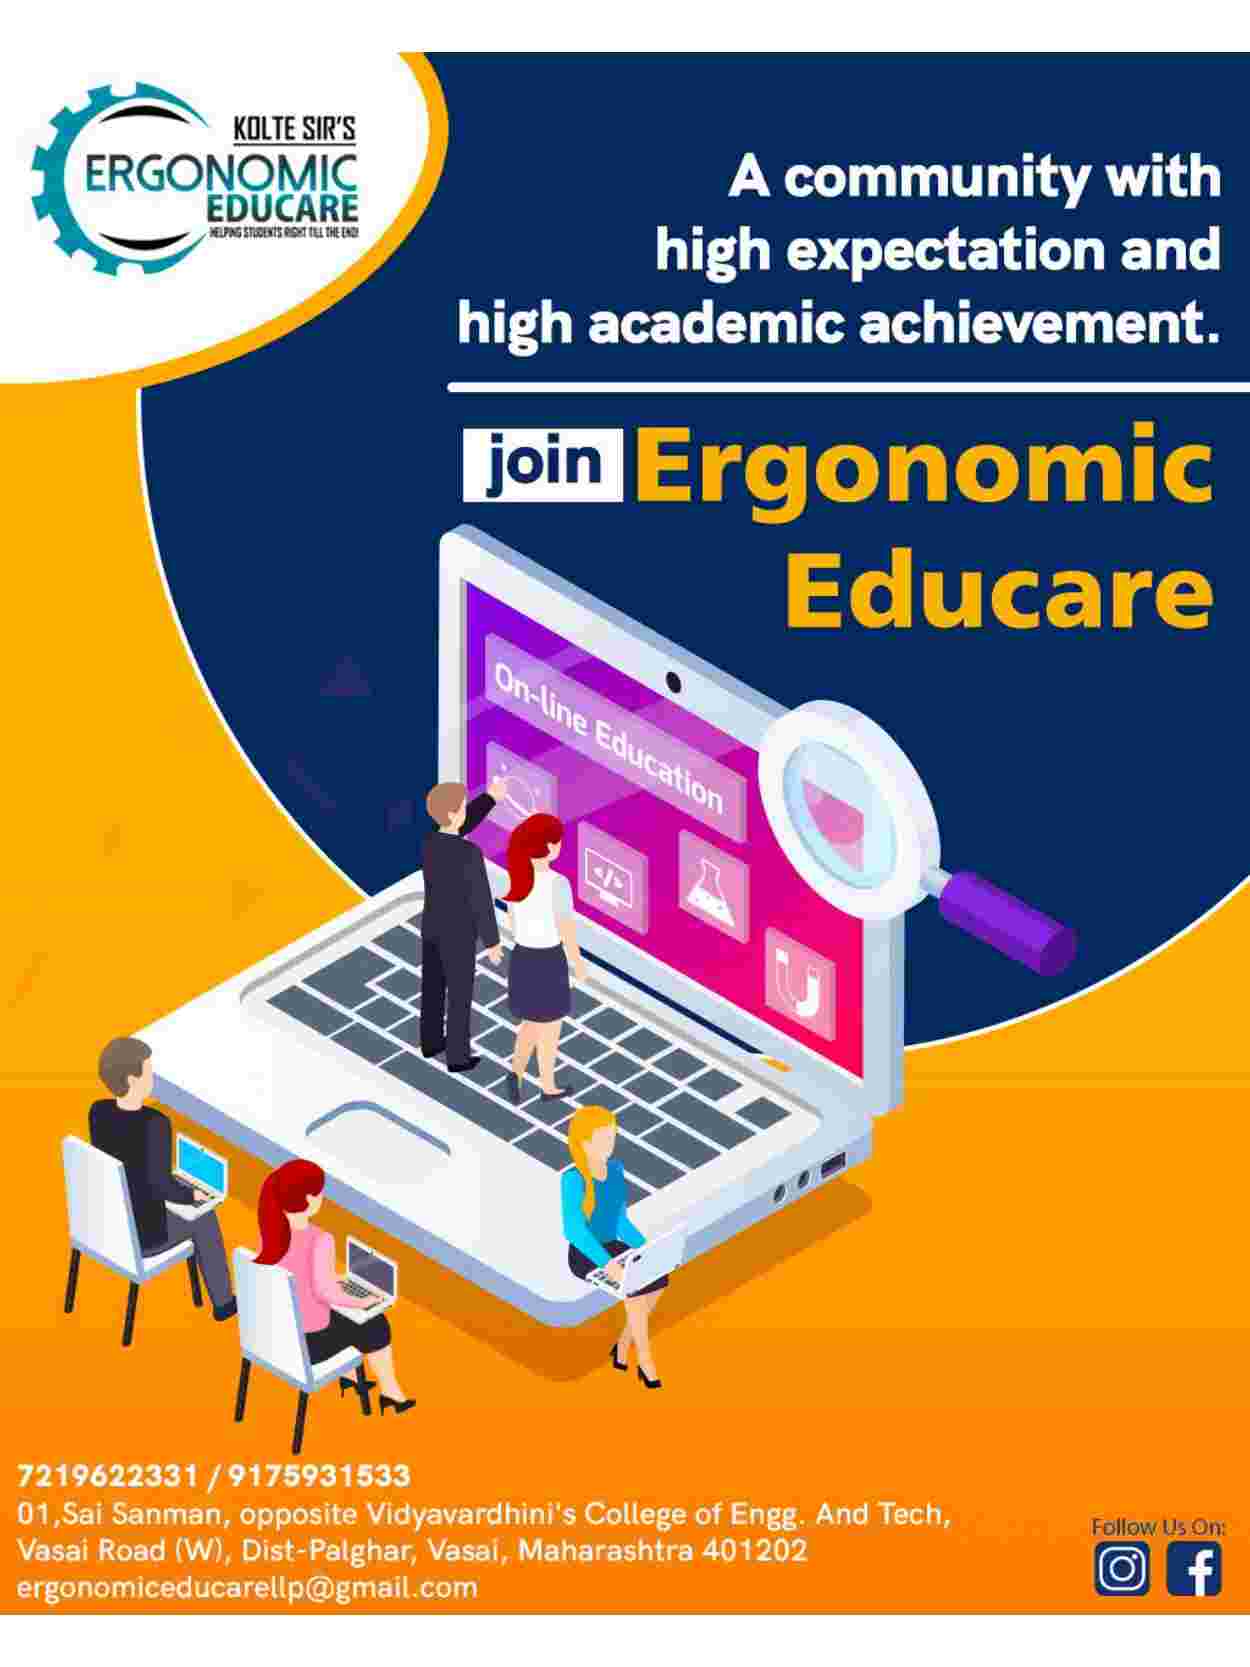 KOLTE SIR'S
ERGONOMIC
EDUCARE
HELPING STUDENTS RIGHT TILL THE END!
A community with
high expectation and
high academic achievement.
join Ergonomic
Educare
On-line Education
</>
7219622331 / 9175931533
01,Sai Sanman, opposite Vidyavardhini's College of Engg. And Tech,
Vasai Road (W), Dist-Palghar, Vasai, Maharashtra 401202
ergonomiceducarellp@gmail.com
Follow Us On: